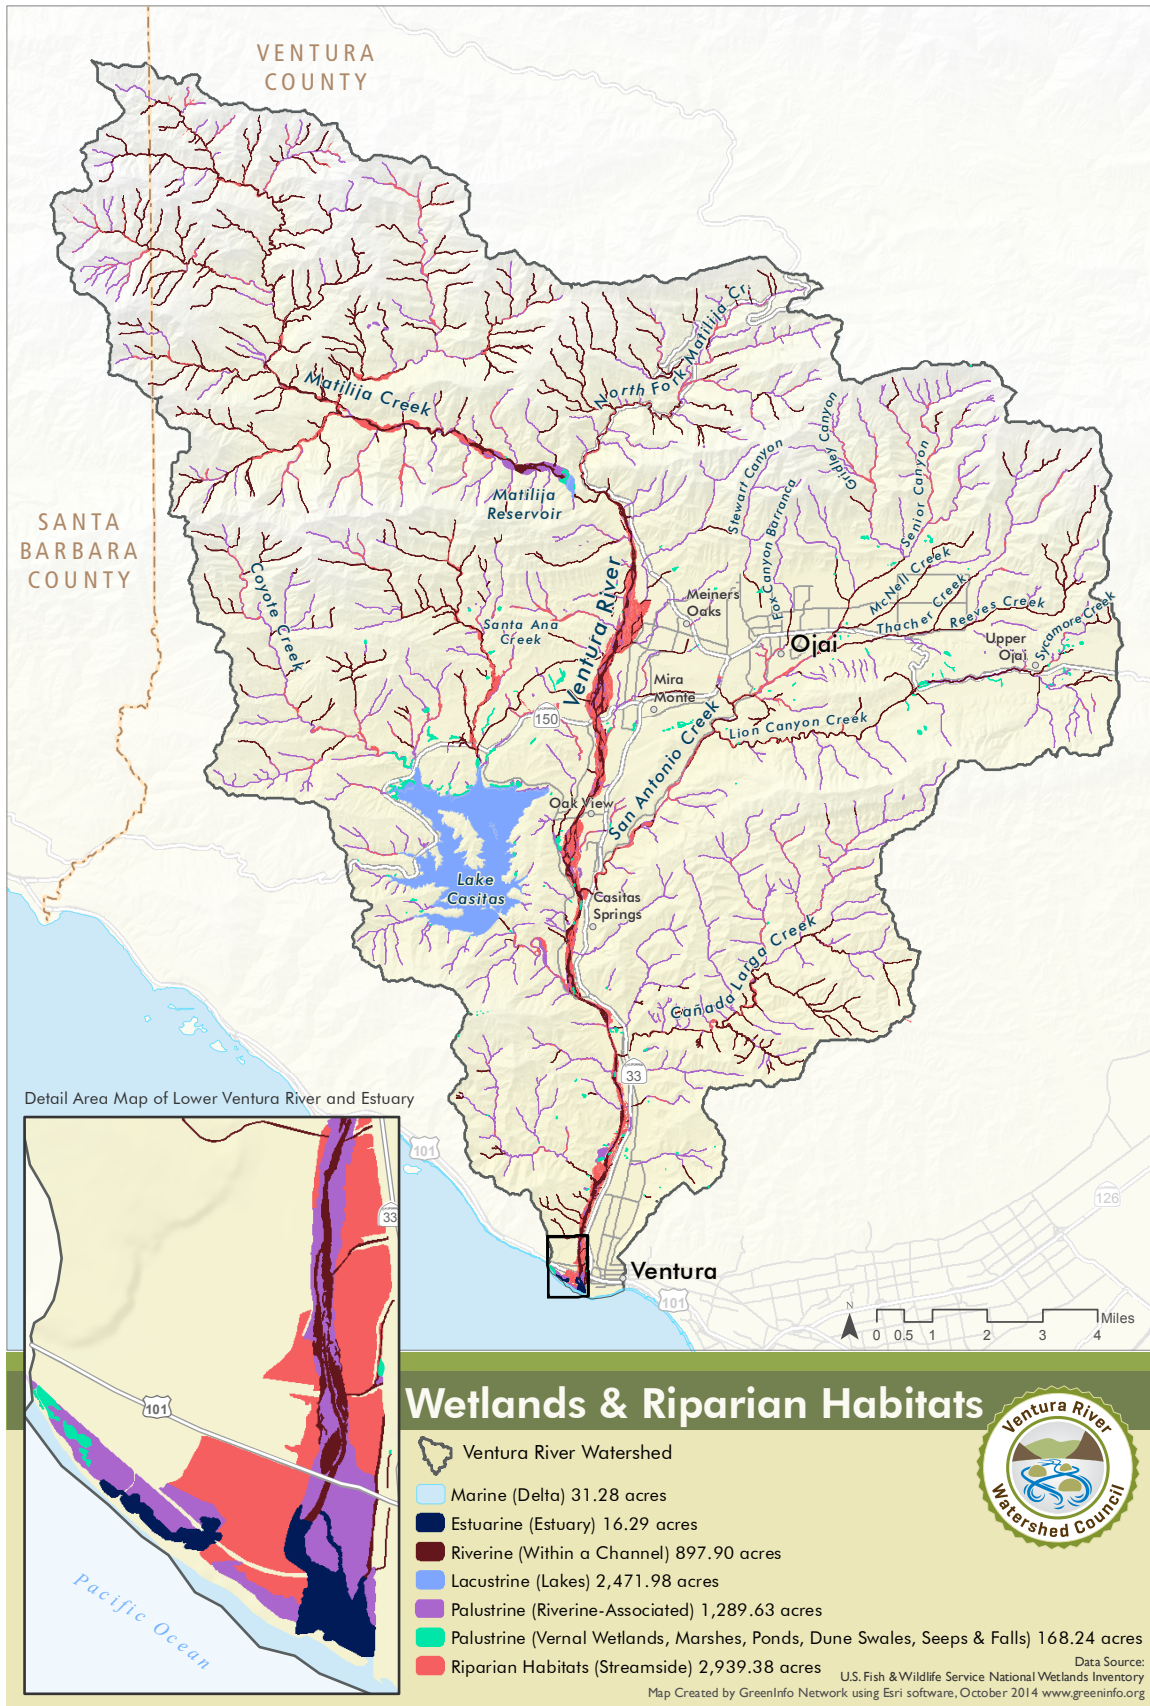 VENTURA
COUNTY
SANTA
BARBARA
COUNTY
Matilija Creek
North Fork Matilija Cr.
Matilija
Reservoir
Stewart Canyon
Fox Canyon Barranca
Gridley Canyon
Senior Canyon
McNell Creek
Thacher Creek
Reeves Creek
Sycamore Creek
Upper
Ojai
Coyote Creek
Santa Ana
Creek
Ventura River
Meiners
Oaks
Ojai
Mira
Monte
150
San Antonio Creek
Lion Canyon Creek
Oak View
Lake
Casitas
Casitas
Springs
Cañada Larga Creek
33
101
126
Ventura
101
N
0 0.5 1 2 3 4 Miles
Detail Area Map of Lower Ventura River and Estuary
33
101
Pacific Ocean
Wetlands & Riparian Habitats
Ventura River Watershed
Marine (Delta) 31.28 acres
Estuarine (Estuary) 16.29 acres
Riverine (Within a Channel) 897.90 acres
Lacustrine (Lakes) 2,471.98 acres
Palustrine (Riverine-Associated) 1,289.63 acres
Palustrine (Vernal Wetlands, Marshes, Ponds, Dune Swales, Seeps & Falls) 168.24 acres
Riparian Habitats (Streamside) 2,939.38 acres
Ventura River
Watershed Council
Data Source:
U.S. Fish & Wildlife Service National Wetlands Inventory
Map Created by GreenInfo Network using Esri software, October 2014 www.greeninfo.org